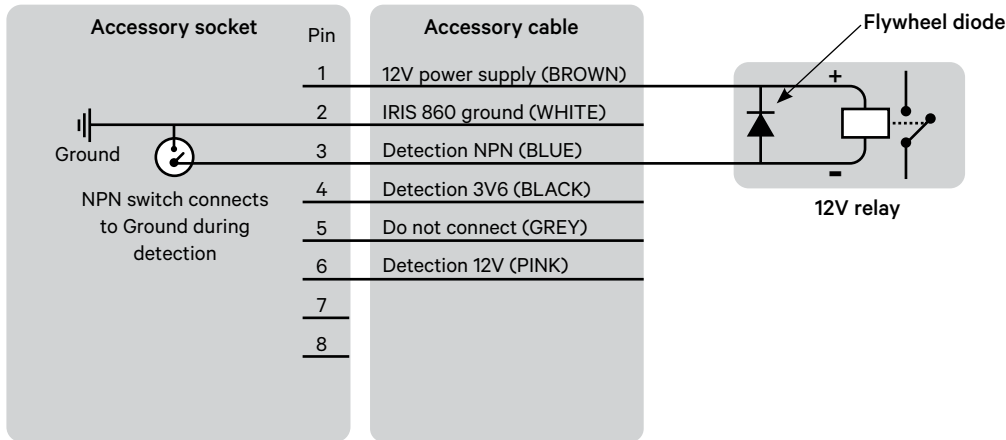 Accessory socket
Pin
Accessory cable
Flywheel diode
1
12V power supply (BROWN)
+
2
IRIS 860 ground (WHITE)
Ground
3
Detection NPN (BLUE)
-
NPN switch connects
to Ground during
detection
4
Detection 3V6 (BLACK)
12V relay
5
Do not connect (GREY)
6
Detection 12V (PINK)
7
8